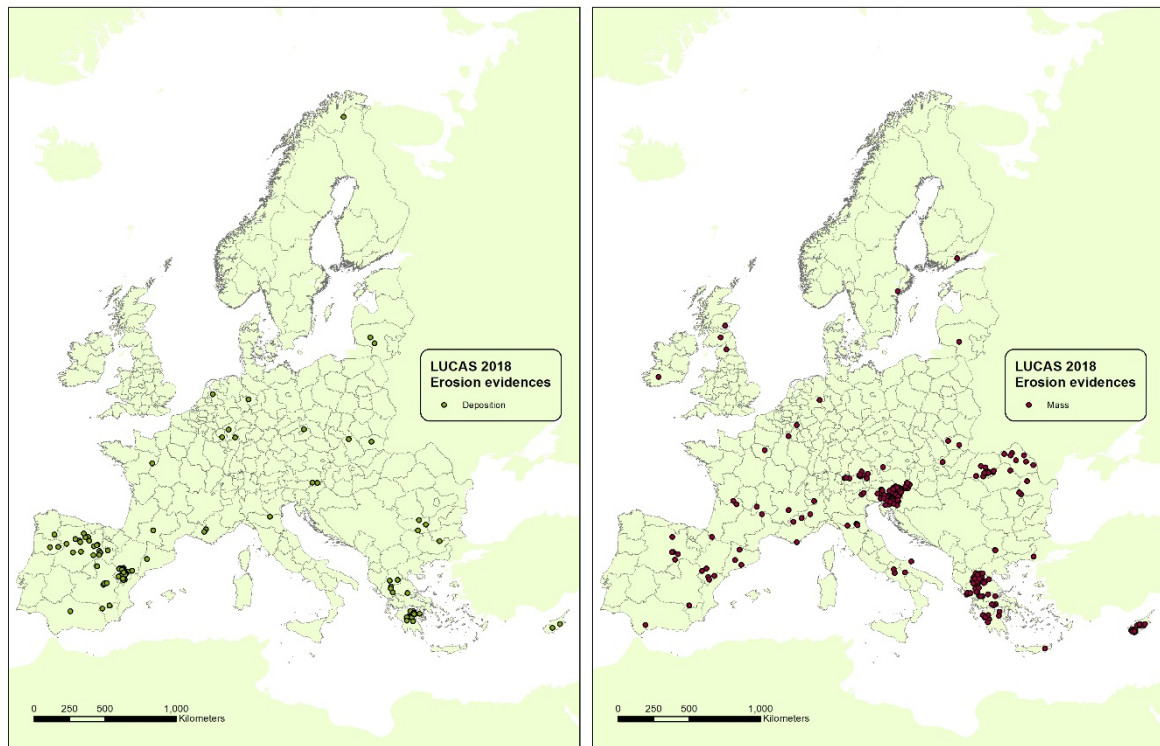 LUCAS 2018
Erosion evidences
Deposition
0 250 500 1,000
Kilometers
LUCAS 2018
Erosion evidences
Mass
0 250 500 1,000
Kilometers